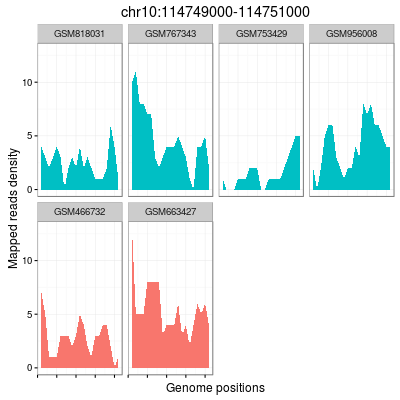 chr10:114749000-114751000
GSM818031 GSM767343 GSM753429 GSM956008
10
5
0
GSM466732 GSM663427
10
5
0
Mapped reads density
Genome positions